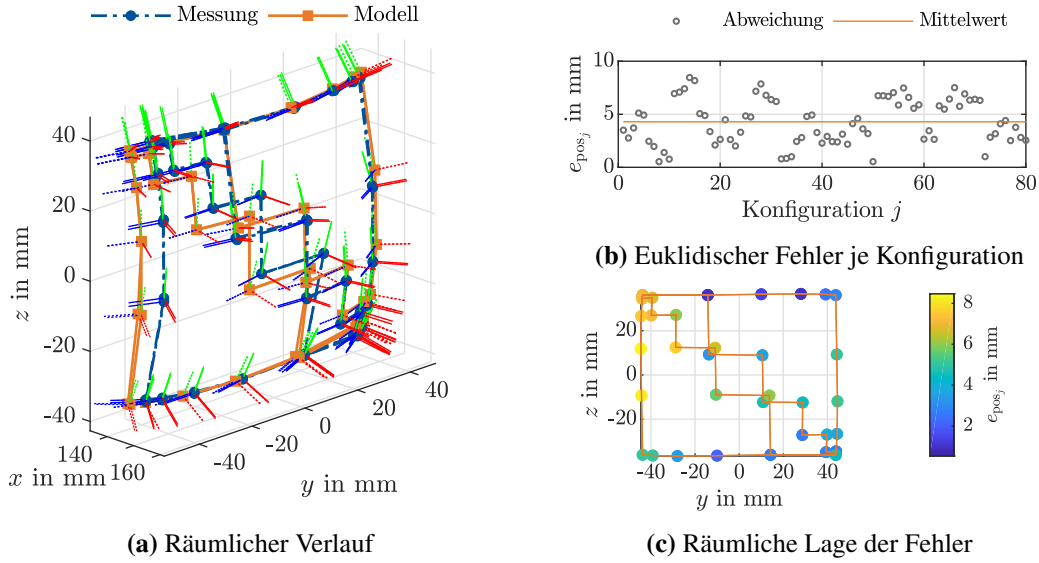 Messung Modell
40
20
0
-20
-40
z in mm
140
160
x in mm
-40
-20
0
20
40
y in mm
(a) Räumlicher Verlauf
Abweichung Mittelwert
10
5
0
e_pos_j in mm
1 20 40 60 80
Konfiguration j
(b) Euklidischer Fehler je Konfiguration
20
0
-20
z in mm
-40 -20 0 20 40
y in mm
8
6
4
2
e_pos_j in mm
(c) Räumliche Lage der Fehler